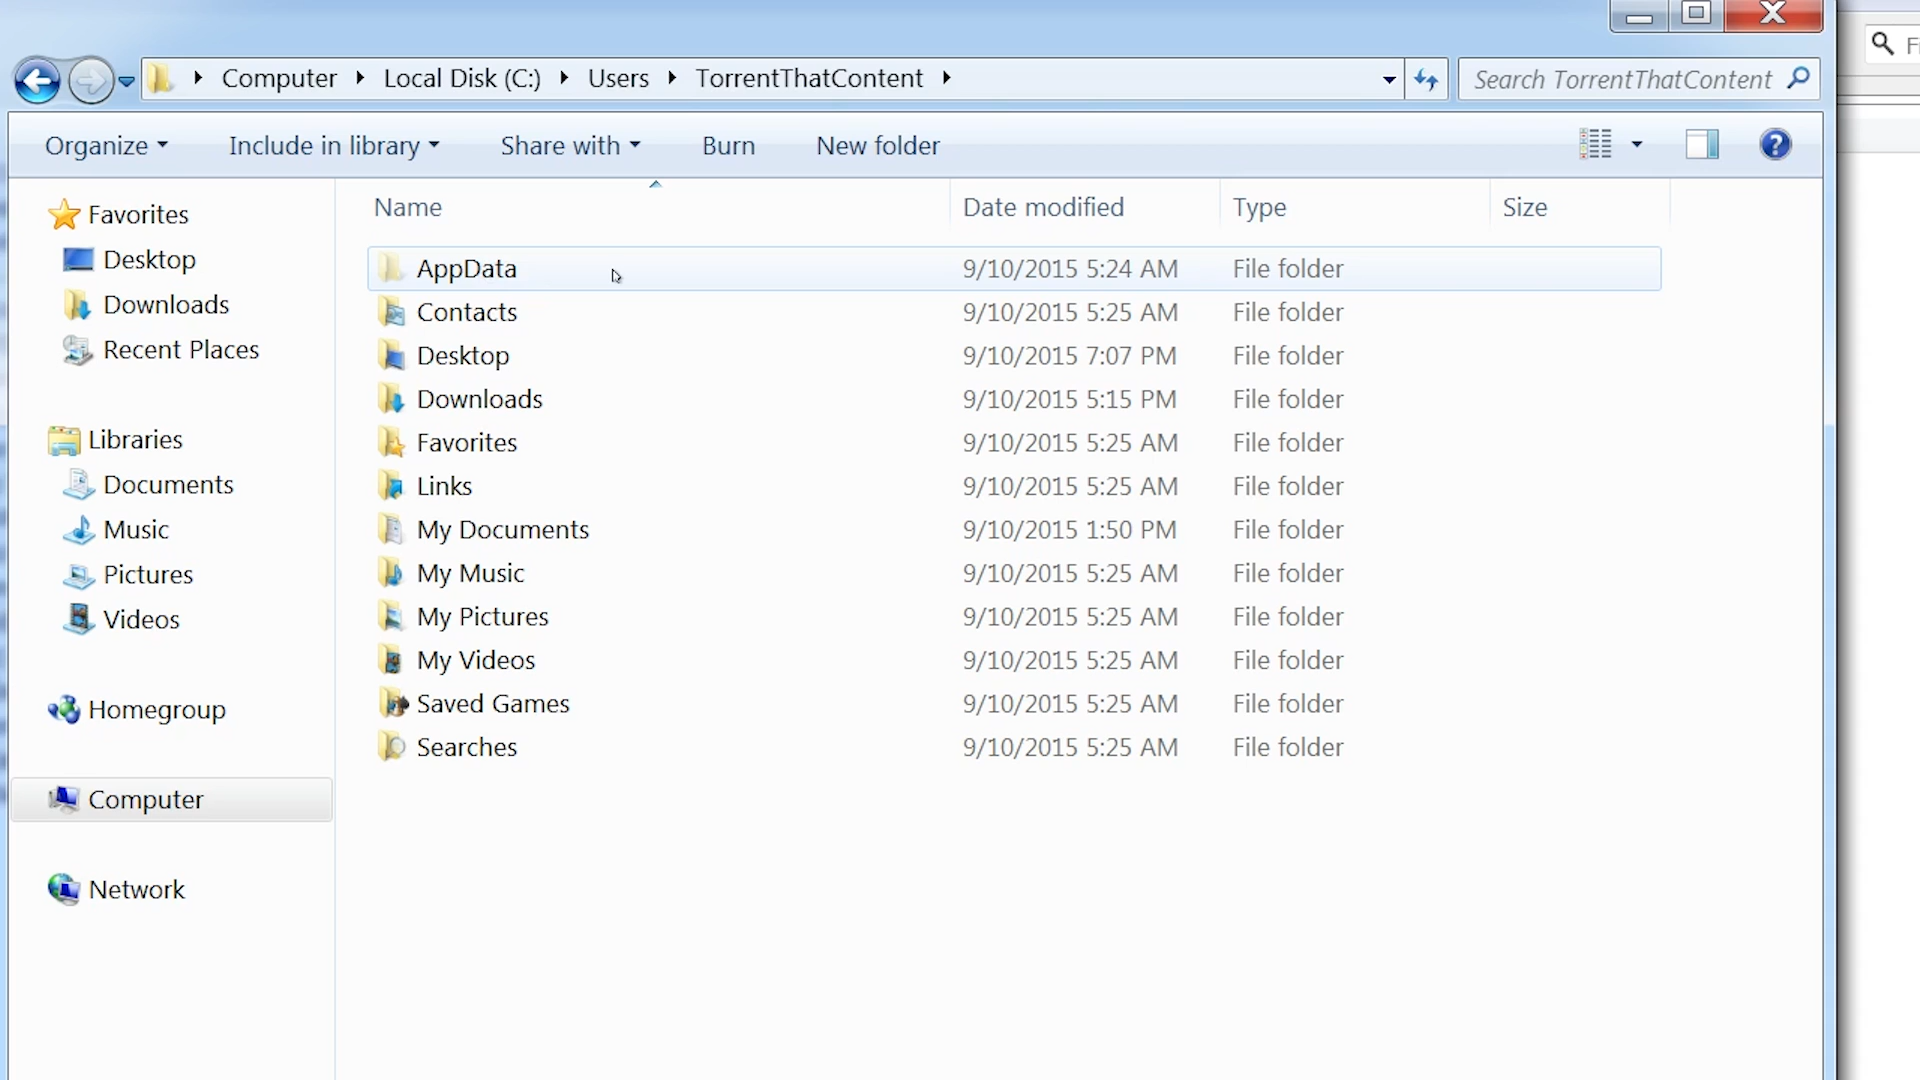 Computer Local Disk (C:) Users TorrentThatContent Search TorrentThatContent
Organize Include in library Share with Burn New folder
Favorites
Desktop
Downloads
Recent Places
Libraries
Documents
Music
Pictures
Videos
Homegroup
Computer
Network
Name Date modified Type Size
AppData 9/10/2015 5:24 AM File folder
Contacts 9/10/2015 5:25 AM File folder
Desktop 9/10/2015 7:07 PM File folder
Downloads 9/10/2015 5:15 PM File folder
Favorites 9/10/2015 5:25 AM File folder
Links 9/10/2015 5:25 AM File folder
My Documents 9/10/2015 1:50 PM File folder
My Music 9/10/2015 5:25 AM File folder
My Pictures 9/10/2015 5:25 AM File folder
My Videos 9/10/2015 5:25 AM File folder
Saved Games 9/10/2015 5:25 AM File folder
Searches 9/10/2015 5:25 AM File folder